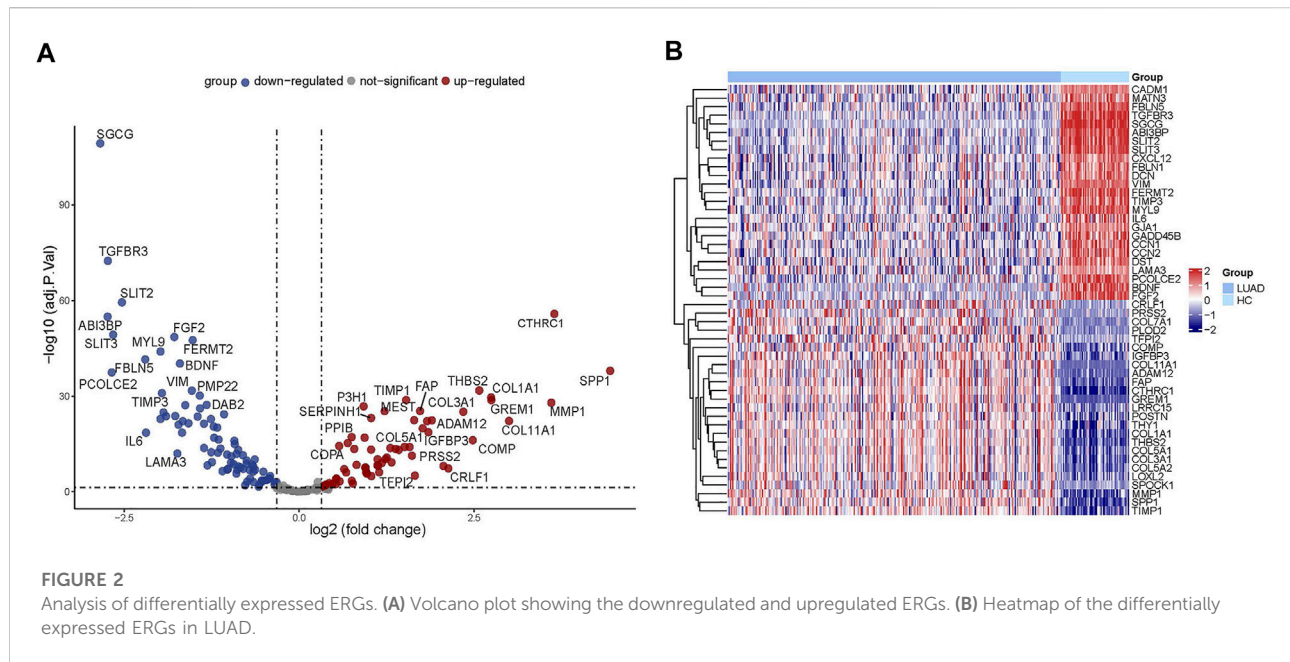 A
group down-regulated not-significant up-regulated
SGCG
90
TGFBR3
SLIT2
60
ABI3BP
SLIT3
MYL9
FGF2
FERMT2
FBLN5
BDNF
PCOLCE2
VIM
PMP22
TIMP3
DAB2
IL6
LAMA3
30
0
CTHRC1
SPP1
THBS2
COL1A1
GREM1
MMP1
COL11A1
FAP
TIMP1
COL3A1
P3H1
MEST
SERPINH1
ADAM12
PPIB
COL5A1
IGFBP3
COMP
PRSS2
CRLF1
TFPI2
-2.5
0.0
2.5
−log10 (adj.P.Val)
log2 (fold change)
B
Group
CADM1
MATN3
FBLN5
TGFBR3
SGCG
ABI3BP
SLIT2
SLIT3
CXCL12
FBLN1
DCN
VIM
FERMT2
TIMP3
MYL9
IL6
GJA1
GADD45B
CCN1
CCN2
DST
LAMA3
PCOLCE2
BDNF
FGF2
CRLF1
PRSS2
COL7A1
PLOD2
TFPI2
COMP
IGFBP3
COL11A1
ADAM12
FAP
CTHRC1
GREM1
LRRC15
POSTN
THY1
COL1A1
THBS2
COL5A1
COL3A1
COL5A2
LOXL2
SPOCK1
MMP1
SPP1
TIMP1
2
1
0
−1
−2
Group
LUAD
HC
FIGURE 2
Analysis of differentially expressed ERGs. (A) Volcano plot showing the downregulated and upregulated ERGs. (B) Heatmap of the differentially
expressed ERGs in LUAD.